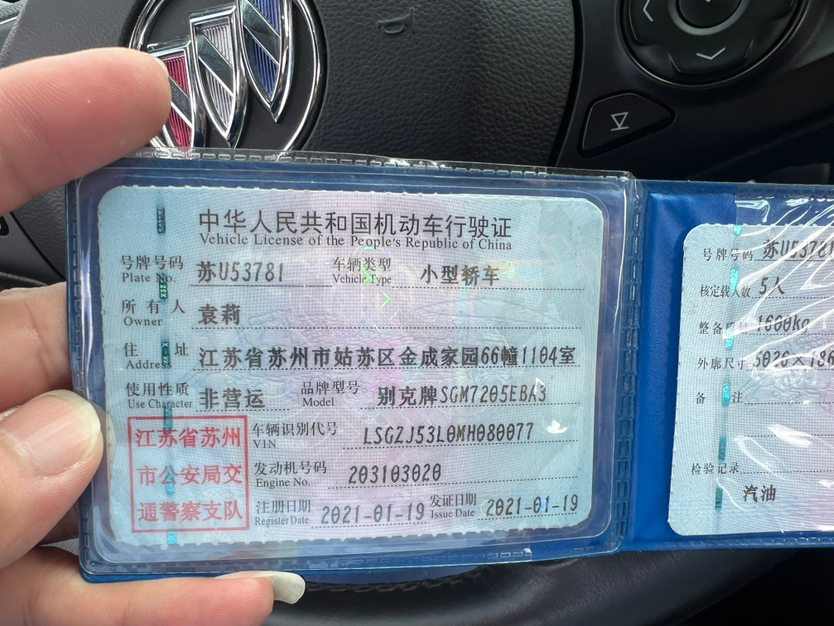 中华人民共和国机动车行驶证
Vehicle License of the People's Republic of China
号牌号码 苏U53781 车辆类型 小型轿车
Plate No. Vehicle Type
所有人 袁莉
Owner
住址 江苏省苏州市姑苏区金成家园66幢1104室
Address
使用性质 非营运 品牌型号 别克牌SGM7205EBA3
Use Character Model
江苏省苏州
市公安局交
通警察支队
车辆识别代号 LSGZJ53L0MH080077
VIN
发动机号码 203103020
Engine No.
注册日期 2021-01-19 发证日期 2021-01-19
Register Date Issue Date
号牌号码 苏U53781
核定载人数 5人
整备质量 1600kg
外廓尺寸 5026×186
备注
检验记录
汽油